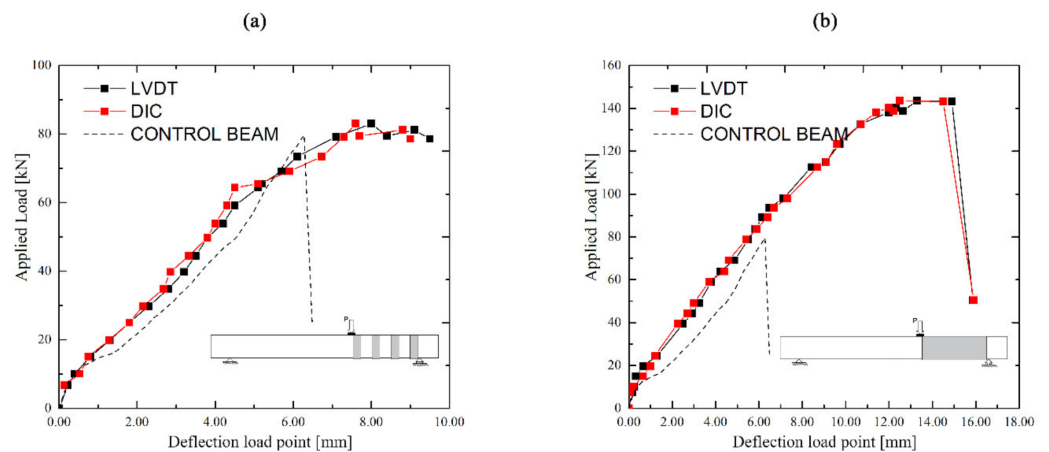 (a)
(b)
100
80
60
40
20
0
Applied Load [kN]
LVDT
DIC
CONTROL BEAM
P
0.00 2.00 4.00 6.00 8.00 10.00
Deflection load point [mm]
160
140
120
100
80
60
40
20
0
Applied Load [kN]
LVDT
DIC
CONTROL BEAM
P
0.00 2.00 4.00 6.00 8.00 10.00 12.00 14.00 16.00 18.00
Deflection load point [mm]